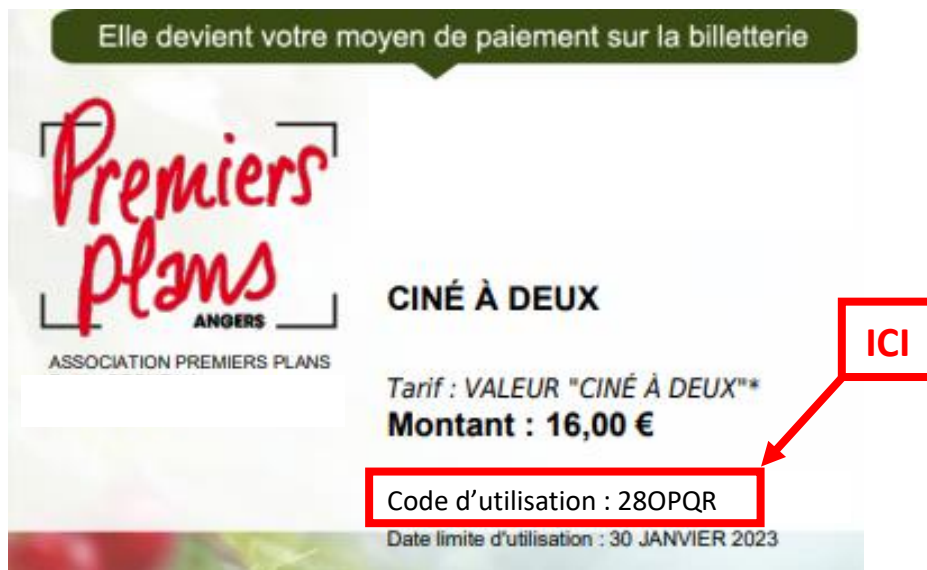 Elle devient votre moyen de paiement sur la billetterie
Premiers
plans
ANGERS
ASSOCIATION PREMIERS PLANS
CINÉ À DEUX
ICI
Tarif : VALEUR "CINÉ À DEUX"*
Montant : 16,00 €
Code d'utilisation : 28OPQR
Date limite d'utilisation : 30 JANVIER 2023